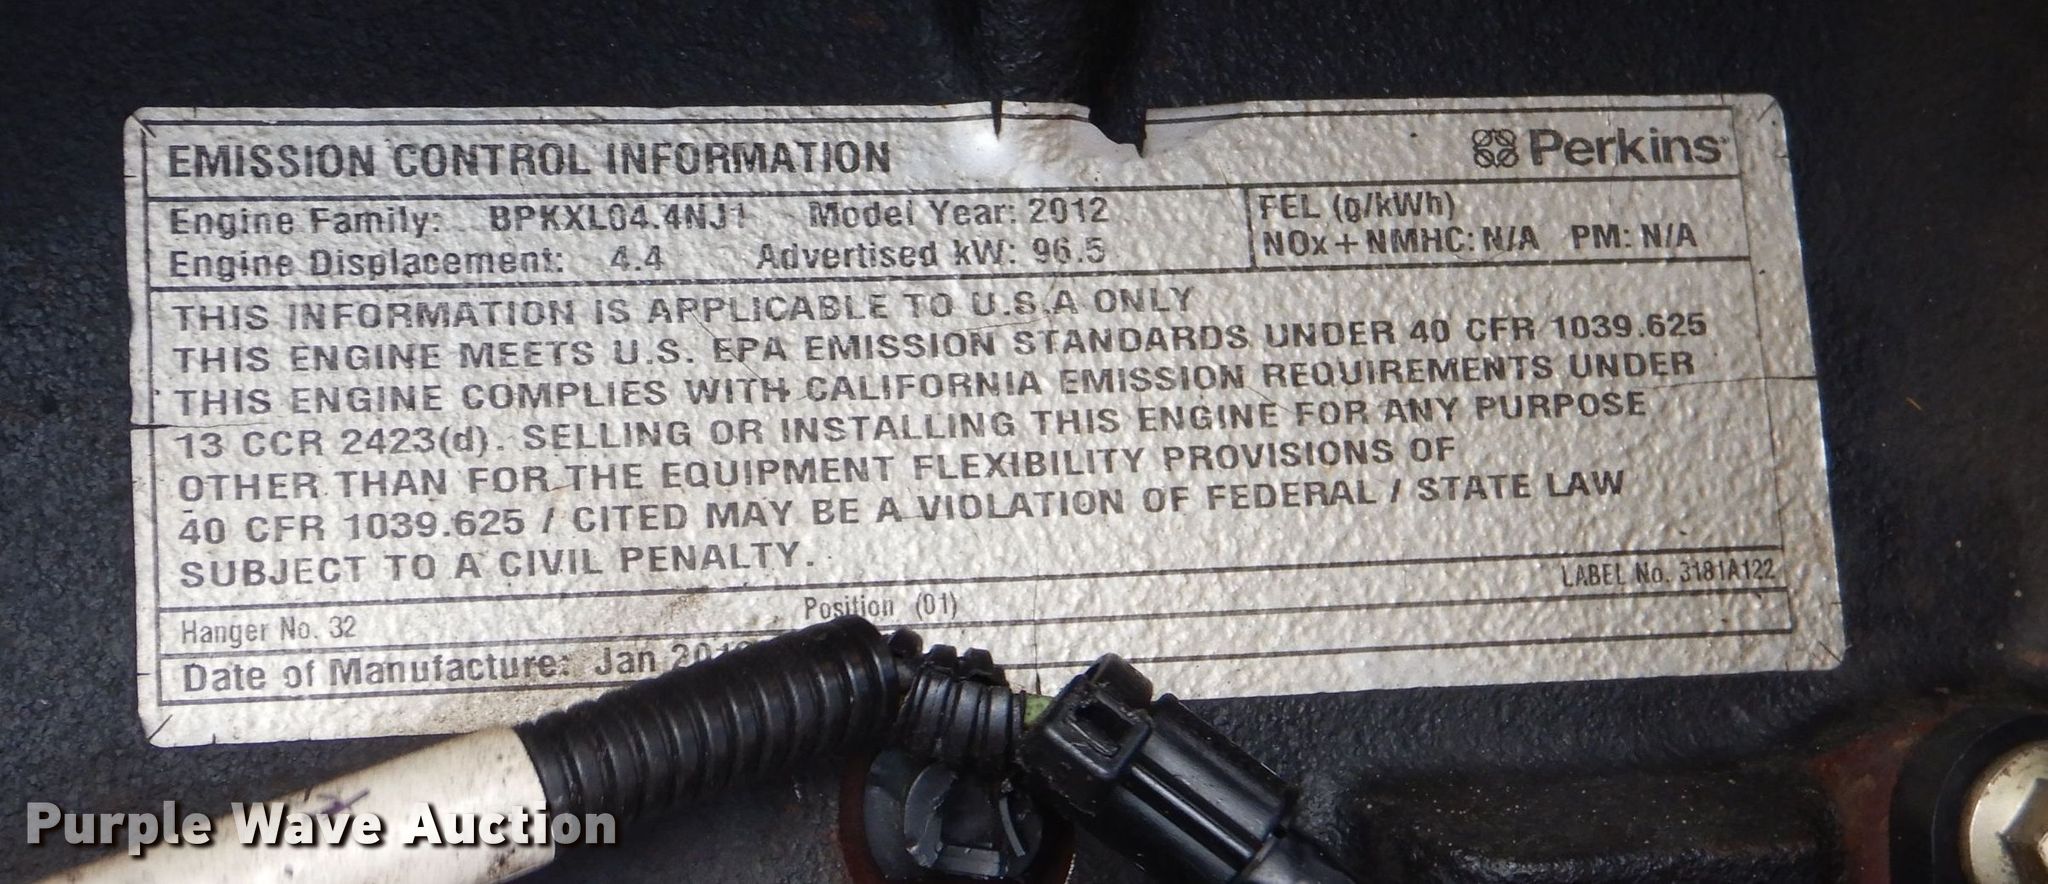 EMISSION CONTROL INFORMATION
Perkins
Engine Family: BPKXL04.4NJ1 Model Year: 2012
Engine Displacement: 4.4 Advertised kW: 96.5
FEL (g/kWh)
NOx + NMHC: N/A PM: N/A
THIS INFORMATION IS APPLICABLE TO U.S.A ONLY
THIS ENGINE MEETS U.S. EPA EMISSION STANDARDS UNDER 40 CFR 1039.625
THIS ENGINE COMPLIES WITH CALIFORNIA EMISSION REQUIREMENTS UNDER
13 CCR 2423(d). SELLING OR INSTALLING THIS ENGINE FOR ANY PURPOSE
OTHER THAN FOR THE EQUIPMENT FLEXIBILITY PROVISIONS OF
40 CFR 1039.625 / CITED MAY BE A VIOLATION OF FEDERAL / STATE LAW
SUBJECT TO A CIVIL PENALTY.
LABEL No. 3181A122
Hanger No. 32 Position (01)
Date of Manufacture: Jan
Purple Wave Auction